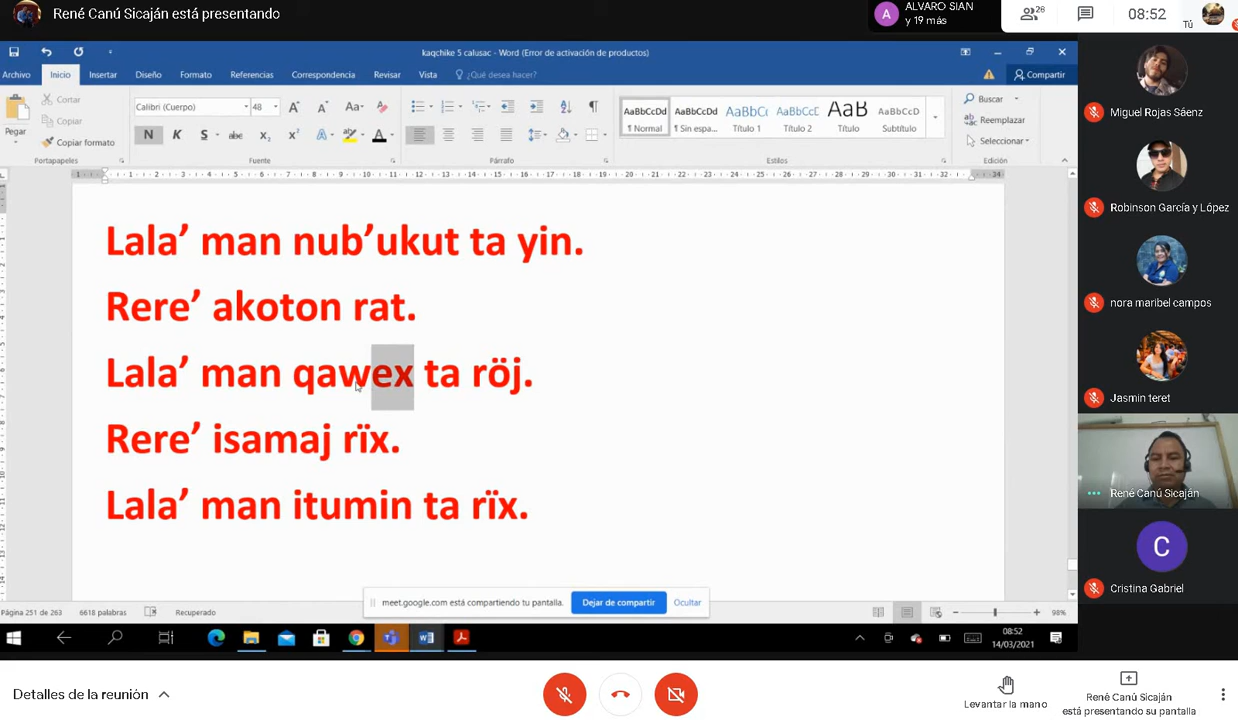 René Canú Sicaján está presentando
ALVARO SIAN
y 19 más
26
08:52
Tú
kaqchike 5 calusac - Word (Error de activación de productos)
Archivo Inicio Insertar Diseño Formato Referencias Correspondencia Revisar Vista ¿Qué desea hacer? Compartir
Cortar
Copiar
Pegar
Copiar formato
Calibri (Cuerpo) 48
N K S abc
AaBbCcDd AaBbCcDd AaBbCc AaBbCcC AaB AaBbCcD
¶ Normal ¶ Sin espa... Título 1 Título 2 Título Subtítulo
Buscar
Reemplazar
Seleccionar
Portapapeles Fuente Párrafo Estilos Edición
Lala’ man nub’ukut ta yin.
Rere’ akoton rat.
Lala’ man qawex ta röj.
Rere’ isamaj rïx.
Lala’ man itumin ta rïx.
meet.google.com está compartiendo tu pantalla. Dejar de compartir Ocultar
Página 251 de 263 6618 palabras Recuperado 98%
08:52
14/03/2021
Miguel Rojas Sáenz
Robinson García y López
nora maribel campos
Jasmin teret
René Canú Sicaján
C
Cristina Gabriel
Detalles de la reunión
Levantar la mano
René Canú Sicaján
está presentando su pantalla